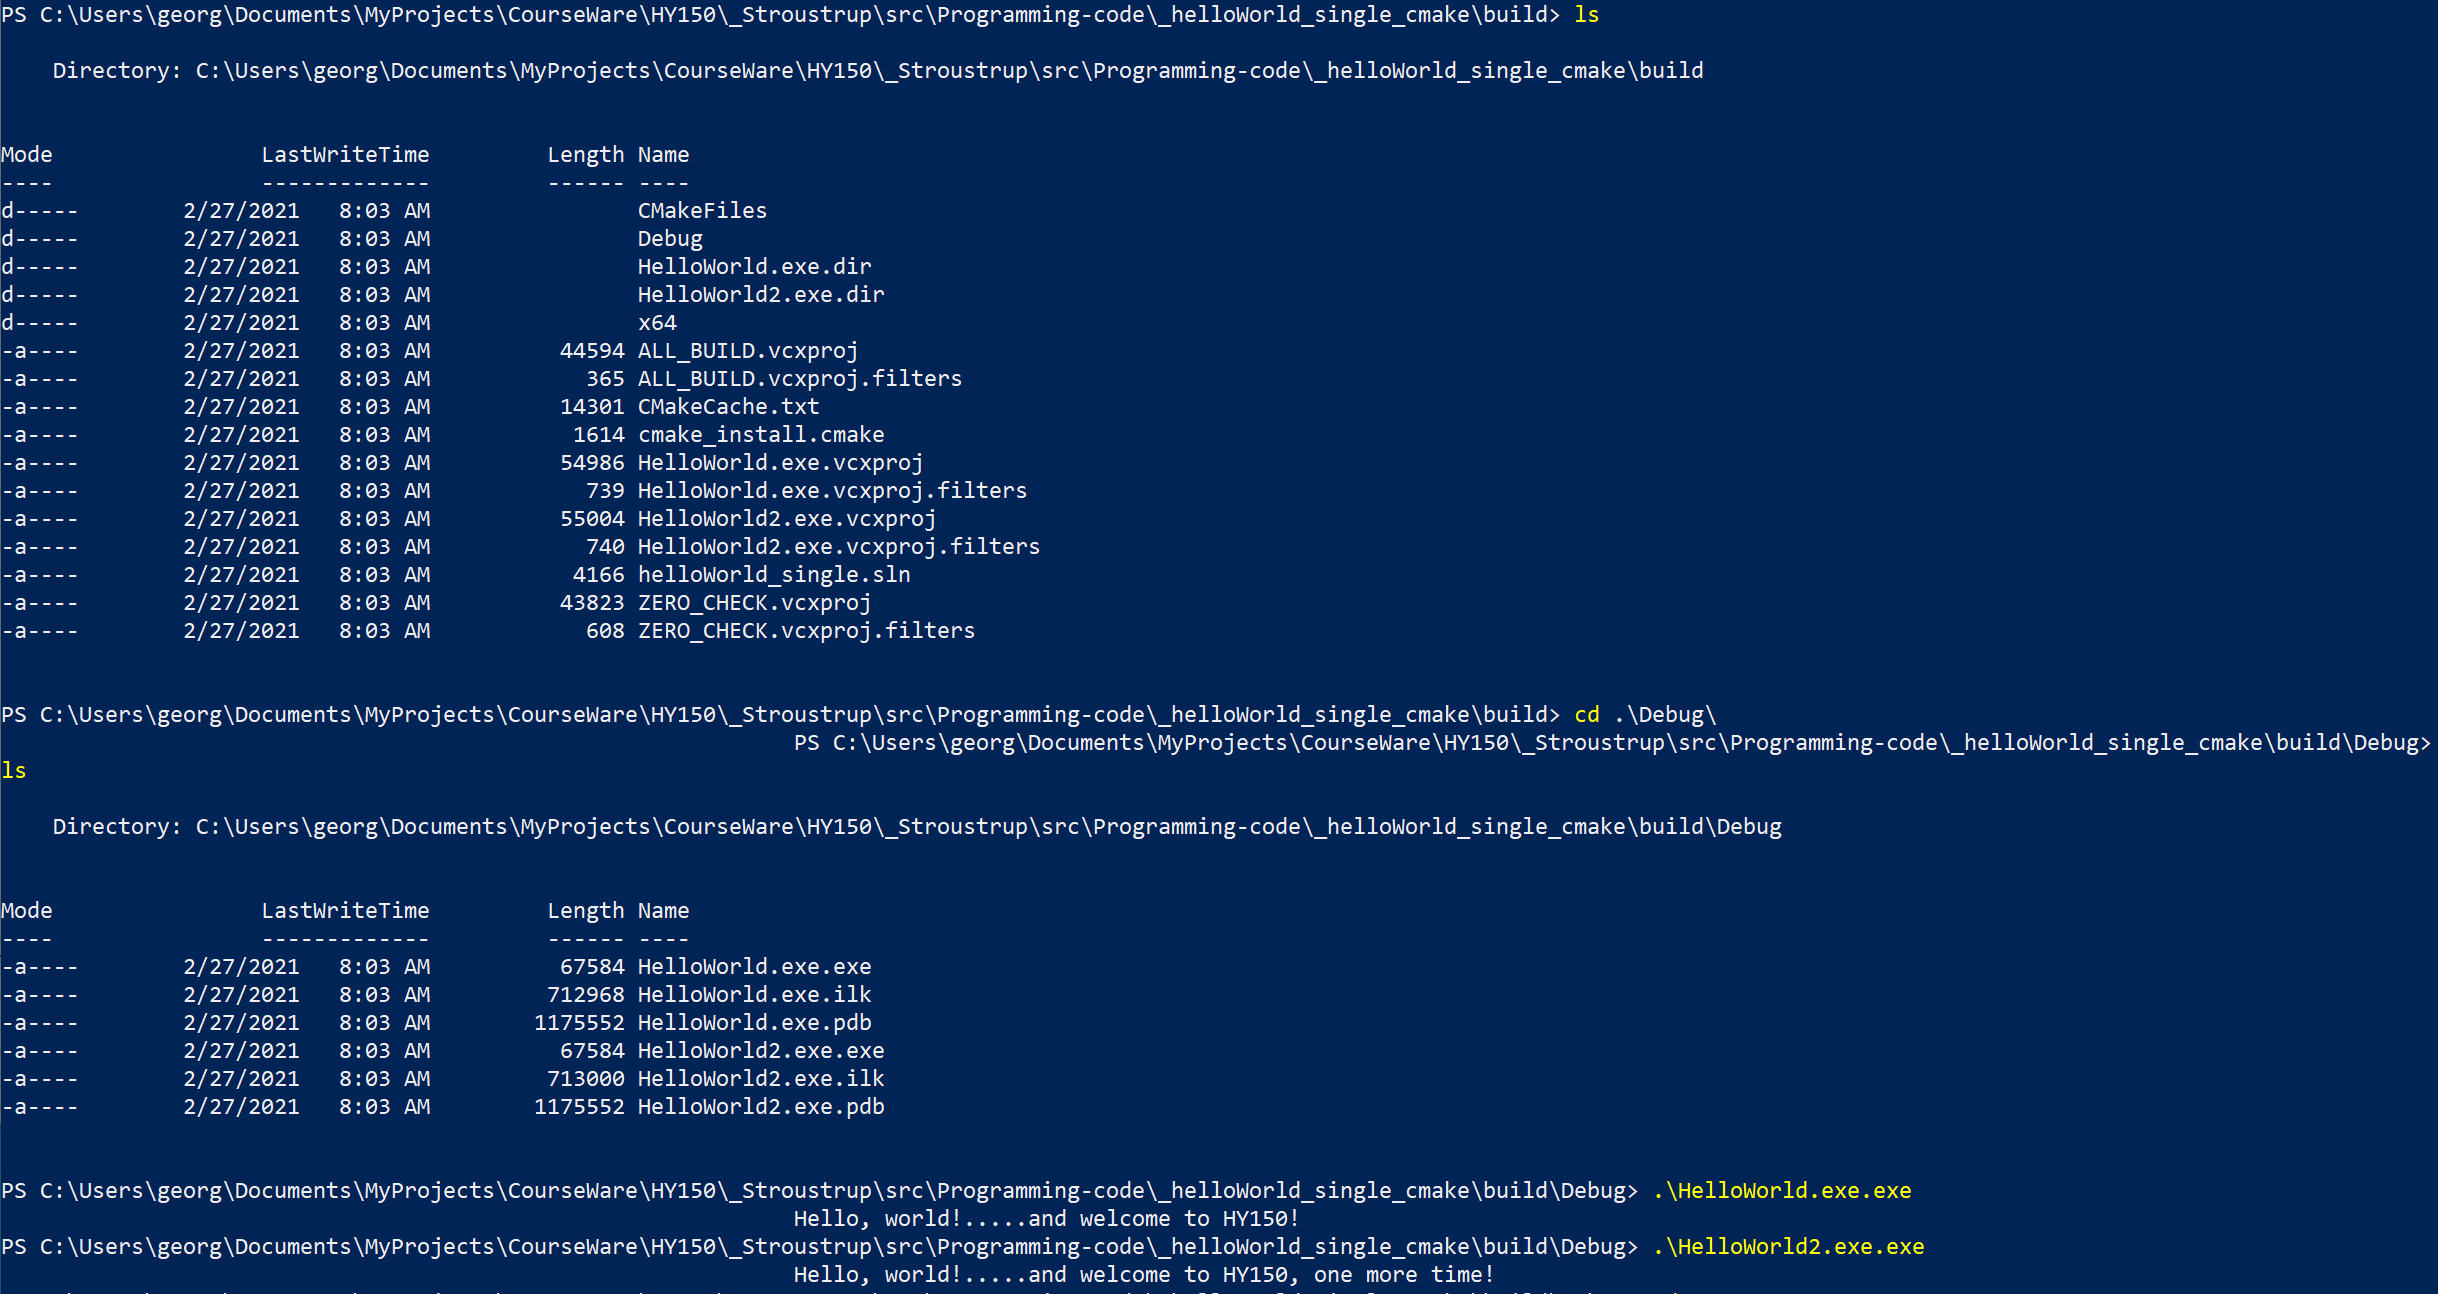 PS C:\Users\georg\Documents\MyProjects\CourseWare\HY150\_Stroustrup\src\Programming-code\_helloWorld_single_cmake\build> ls
Directory: C:\Users\georg\Documents\MyProjects\CourseWare\HY150\_Stroustrup\src\Programming-code\_helloWorld_single_cmake\build
Mode LastWriteTime Length Name
---- ------------- ------ ----
d----- 2/27/2021 8:03 AM CMakeFiles
d----- 2/27/2021 8:03 AM Debug
d----- 2/27/2021 8:03 AM HelloWorld.exe.dir
d----- 2/27/2021 8:03 AM HelloWorld2.exe.dir
d----- 2/27/2021 8:03 AM x64
-a---- 2/27/2021 8:03 AM 44594 ALL_BUILD.vcxproj
-a---- 2/27/2021 8:03 AM 365 ALL_BUILD.vcxproj.filters
-a---- 2/27/2021 8:03 AM 14301 CMakeCache.txt
-a---- 2/27/2021 8:03 AM 1614 cmake_install.cmake
-a---- 2/27/2021 8:03 AM 54986 HelloWorld.exe.vcxproj
-a---- 2/27/2021 8:03 AM 739 HelloWorld.exe.vcxproj.filters
-a---- 2/27/2021 8:03 AM 55004 HelloWorld2.exe.vcxproj
-a---- 2/27/2021 8:03 AM 740 HelloWorld2.exe.vcxproj.filters
-a---- 2/27/2021 8:03 AM 4166 helloWorld_single.sln
-a---- 2/27/2021 8:03 AM 43823 ZERO_CHECK.vcxproj
-a---- 2/27/2021 8:03 AM 608 ZERO_CHECK.vcxproj.filters
PS C:\Users\georg\Documents\MyProjects\CourseWare\HY150\_Stroustrup\src\Programming-code\_helloWorld_single_cmake\build> cd .\Debug\
PS C:\Users\georg\Documents\MyProjects\CourseWare\HY150\_Stroustrup\src\Programming-code\_helloWorld_single_cmake\build\Debug>
ls
Directory: C:\Users\georg\Documents\MyProjects\CourseWare\HY150\_Stroustrup\src\Programming-code\_helloWorld_single_cmake\build\Debug
Mode LastWriteTime Length Name
---- ------------- ------ ----
-a---- 2/27/2021 8:03 AM 67584 HelloWorld.exe.exe
-a---- 2/27/2021 8:03 AM 712968 HelloWorld.exe.ilk
-a---- 2/27/2021 8:03 AM 1175552 HelloWorld.exe.pdb
-a---- 2/27/2021 8:03 AM 67584 HelloWorld2.exe.exe
-a---- 2/27/2021 8:03 AM 713000 HelloWorld2.exe.ilk
-a---- 2/27/2021 8:03 AM 1175552 HelloWorld2.exe.pdb
PS C:\Users\georg\Documents\MyProjects\CourseWare\HY150\_Stroustrup\src\Programming-code\_helloWorld_single_cmake\build\Debug> .\HelloWorld.exe.exe
Hello, world!.....and welcome to HY150!
PS C:\Users\georg\Documents\MyProjects\CourseWare\HY150\_Stroustrup\src\Programming-code\_helloWorld_single_cmake\build\Debug> .\HelloWorld2.exe.exe
Hello, world!.....and welcome to HY150, one more time!